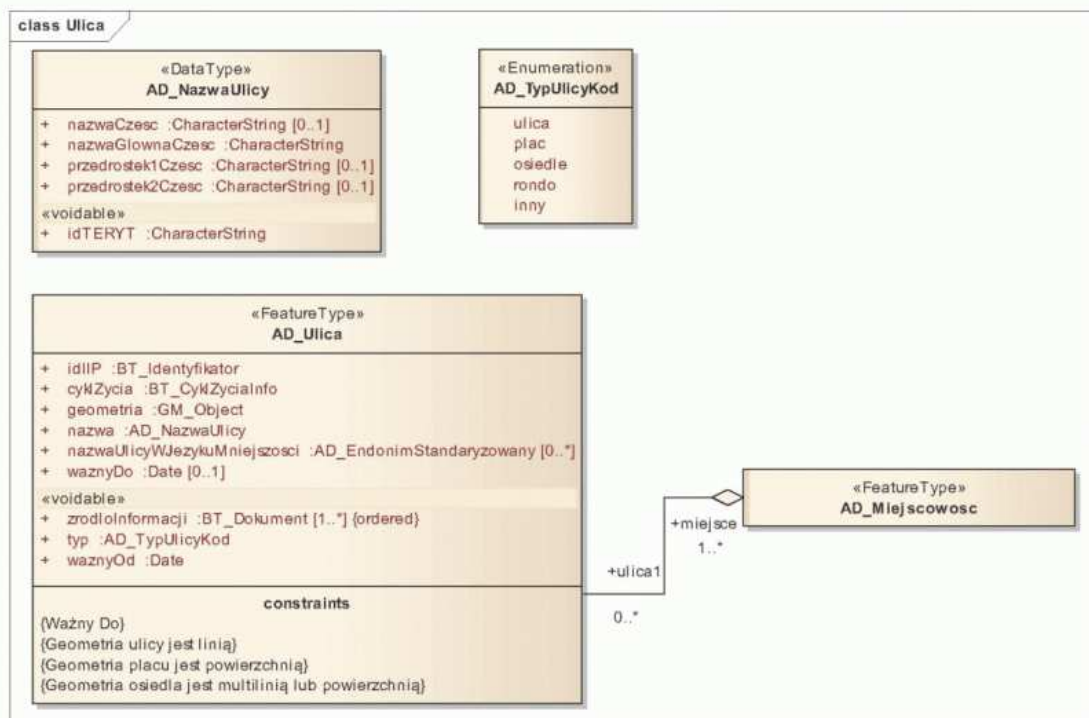 class Ulica
«DataType»
AD_NazwaUlicy
+ nazwaCzesc :CharacterString [0..1]
+ nazwaGlownaCzesc :CharacterString
+ przedrostek1Czesc :CharacterString [0..1]
+ przedrostek2Czesc :CharacterString [0..1]
«voidable»
+ idTERYT :CharacterString
«Enumeration»
AD_TypUlicyKod
ulica
plac
osiedle
rondo
inny
«FeatureType»
AD_Ulica
+ idIIP :BT_Identyfikator
+ cyklZycia :BT_CyklZyciaInfo
+ geometria :GM_Object
+ nazwa :AD_NazwaUlicy
+ nazwaUlicyWJezykuMniejszosci :AD_EndonimStandaryzowany [0..*]
+ waznyDo :Date [0..1]
«voidable»
+ zrodloInformacji :BT_Dokument [1..*] {ordered}
+ typ :AD_TypUlicyKod
+ waznyOd :Date
constraints
{Ważny Do}
{Geometria ulicy jest linią}
{Geometria placu jest powierzchnią}
{Geometria osiedla jest multilinią lub powierzchnią}
«FeatureType»
AD_Miejscowosc
+miejsce
1..*
+ulica1
0..*